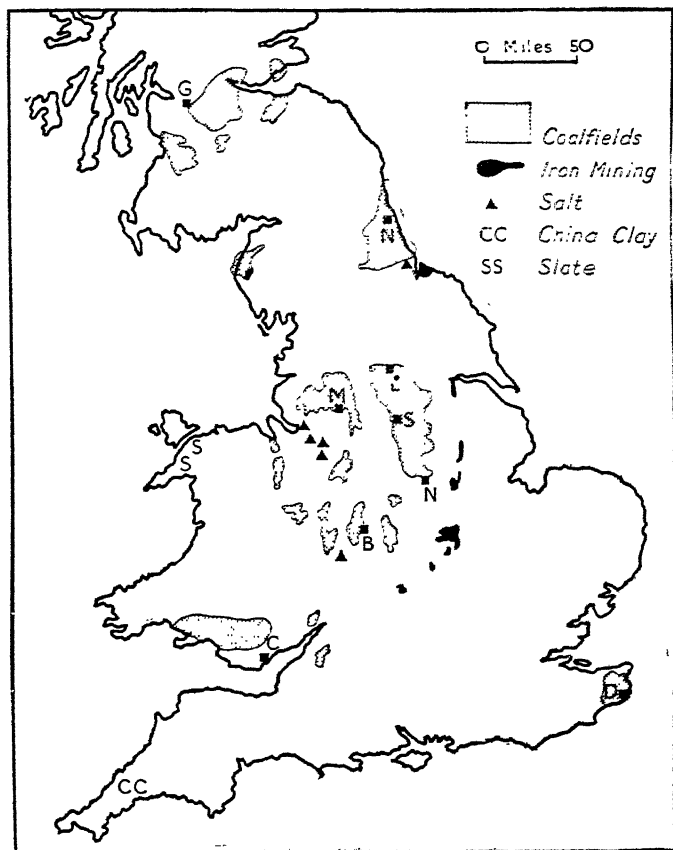 0 Miles 50
G
Coalfields
Iron Mining
Salt
N
CC China Clay
SS Slate
M
L
S
S
S
N
B
C
D
CC